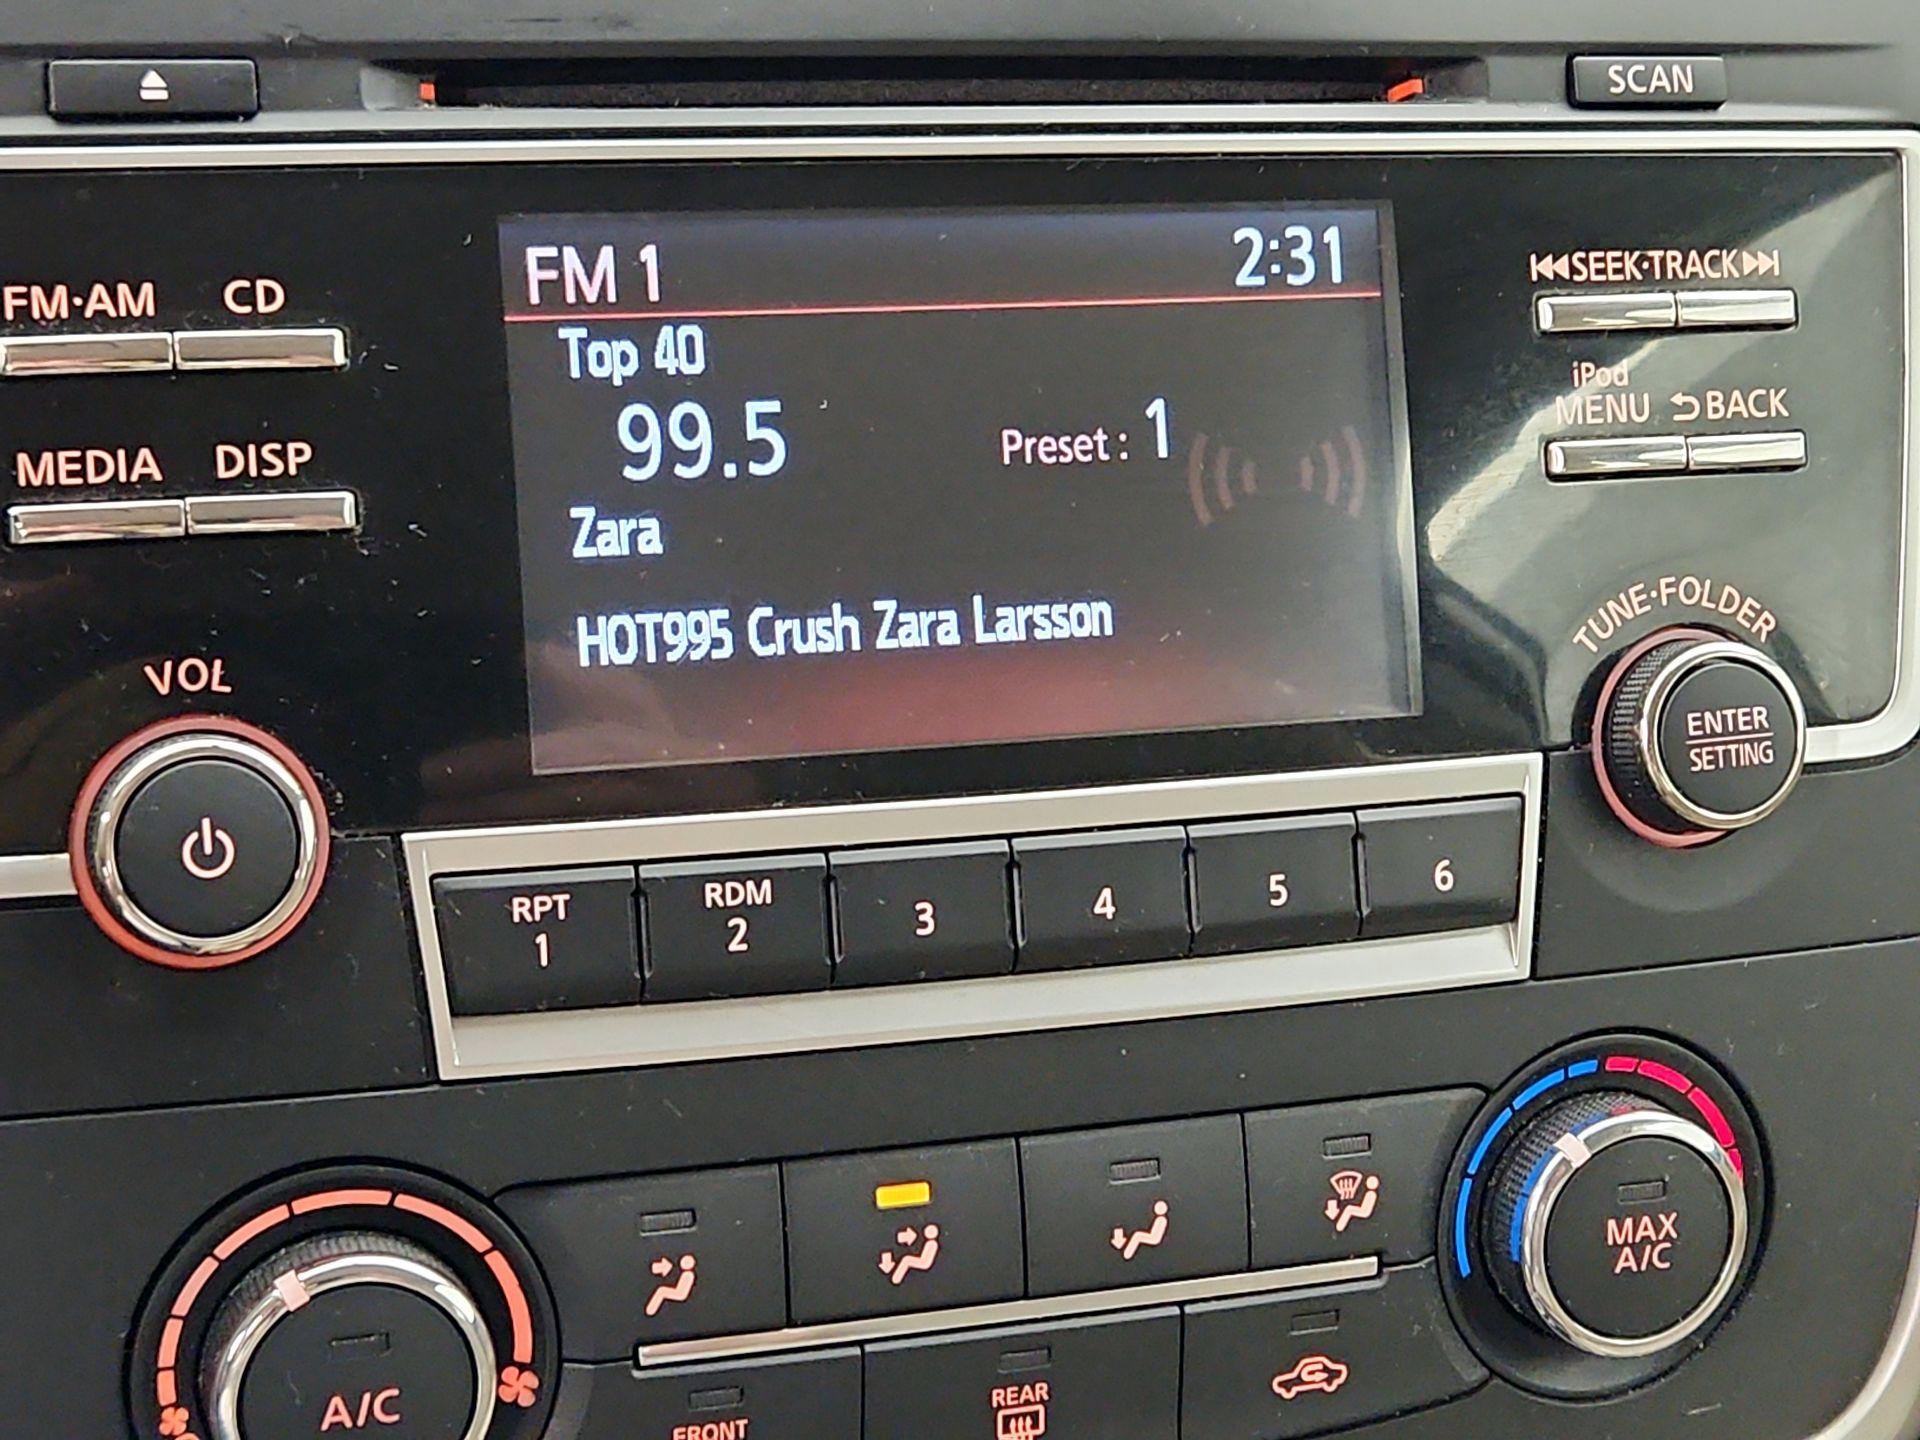 SCAN
FM 1 2:31
Top 40
99.5 Preset : 1
Zara
HOT995 Crush Zara Larsson
FM·AM CD
MEDIA DISP
VOL
SEEK·TRACK
iPod
MENU BACK
TUNE·FOLDER
ENTER
SETTING
RPT
1
RDM
2
3
4
5
6
A/C
MAX
A/C
FRONT
REAR